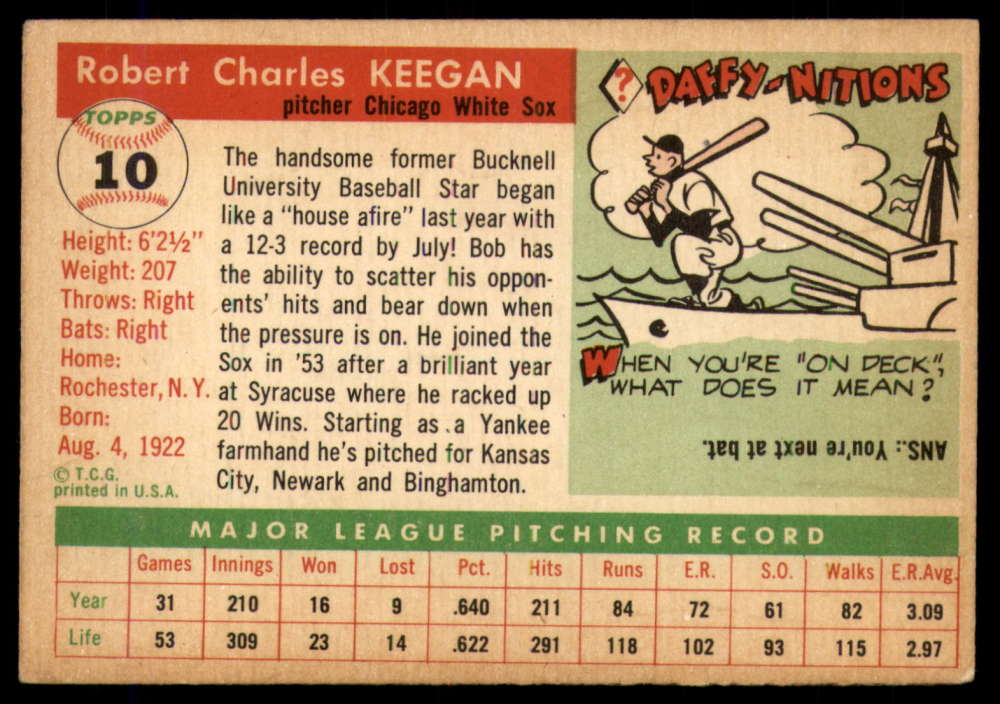 Robert Charles KEEGAN
pitcher Chicago White Sox
TOPPS
10
Height: 6'2½"
Weight: 207
Throws: Right
Bats: Right
Home:
Rochester, N. Y.
Born:
Aug. 4, 1922
© T.C.G.
printed in U.S.A.
The handsome former Bucknell
University Baseball Star began
like a "house afire" last year with
a 12-3 record by July! Bob has
the ability to scatter his oppon-
ents' hits and bear down when
the pressure is on. He joined the
Sox in '53 after a brilliant year
at Syracuse where he racked up
20 Wins. Starting as a Yankee
farmhand he's pitched for Kansas
City, Newark and Binghamton.
? DAFFY-NITIONS
WHEN YOU'RE "ON DECK",
WHAT DOES IT MEAN?
ANS.: You're next at bat.
MAJOR LEAGUE PITCHING RECORD
Games Innings Won Lost Pct. Hits Runs E.R. S.O. Walks E.R.Avg.
Year 31 210 16 9 .640 211 84 72 61 82 3.09
Life 53 309 23 14 .622 291 118 102 93 115 2.97